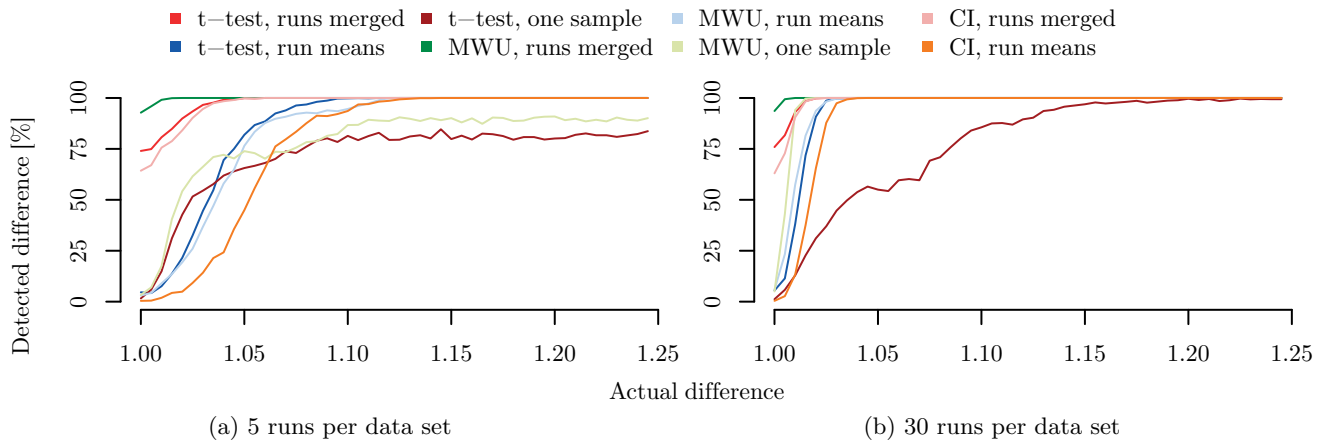 t−test, runs merged t−test, one sample MWU, run means CI, runs merged
t−test, run means MWU, runs merged MWU, one sample CI, run means
Detected difference [%]
100
75
50
25
0
1.00 1.05 1.10 1.15 1.20 1.25
100
75
50
25
0
1.00 1.05 1.10 1.15 1.20 1.25
Actual difference
(a) 5 runs per data set
(b) 30 runs per data set